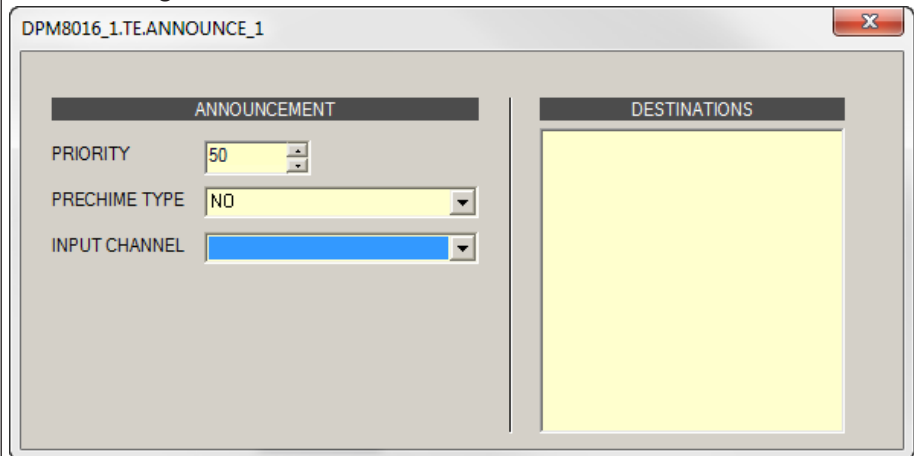 DPM8016_1.TE.ANNOUNCE_1
ANNOUNCEMENT
PRIORITY 50
PRECHIME TYPE NO
INPUT CHANNEL
DESTINATIONS